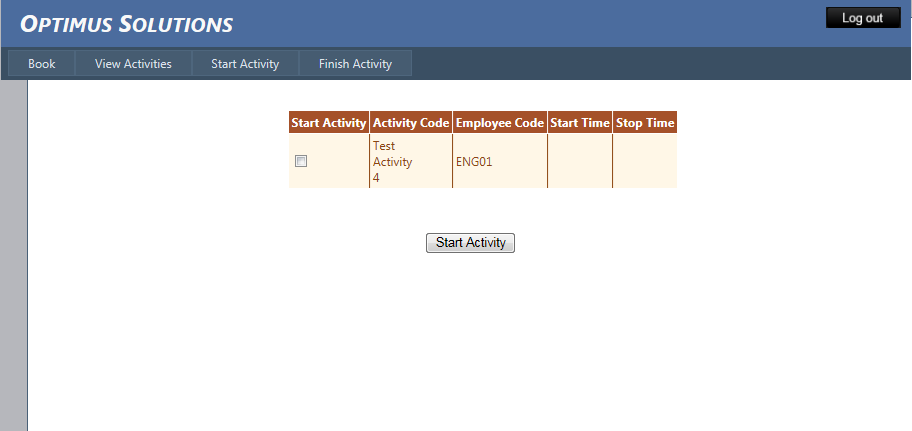 OPTIMUS SOLUTIONS
Log out
Book View Activities Start Activity Finish Activity
Start Activity Activity Code Employee Code Start Time Stop Time
Test
Activity ENG01
4
Start Activity